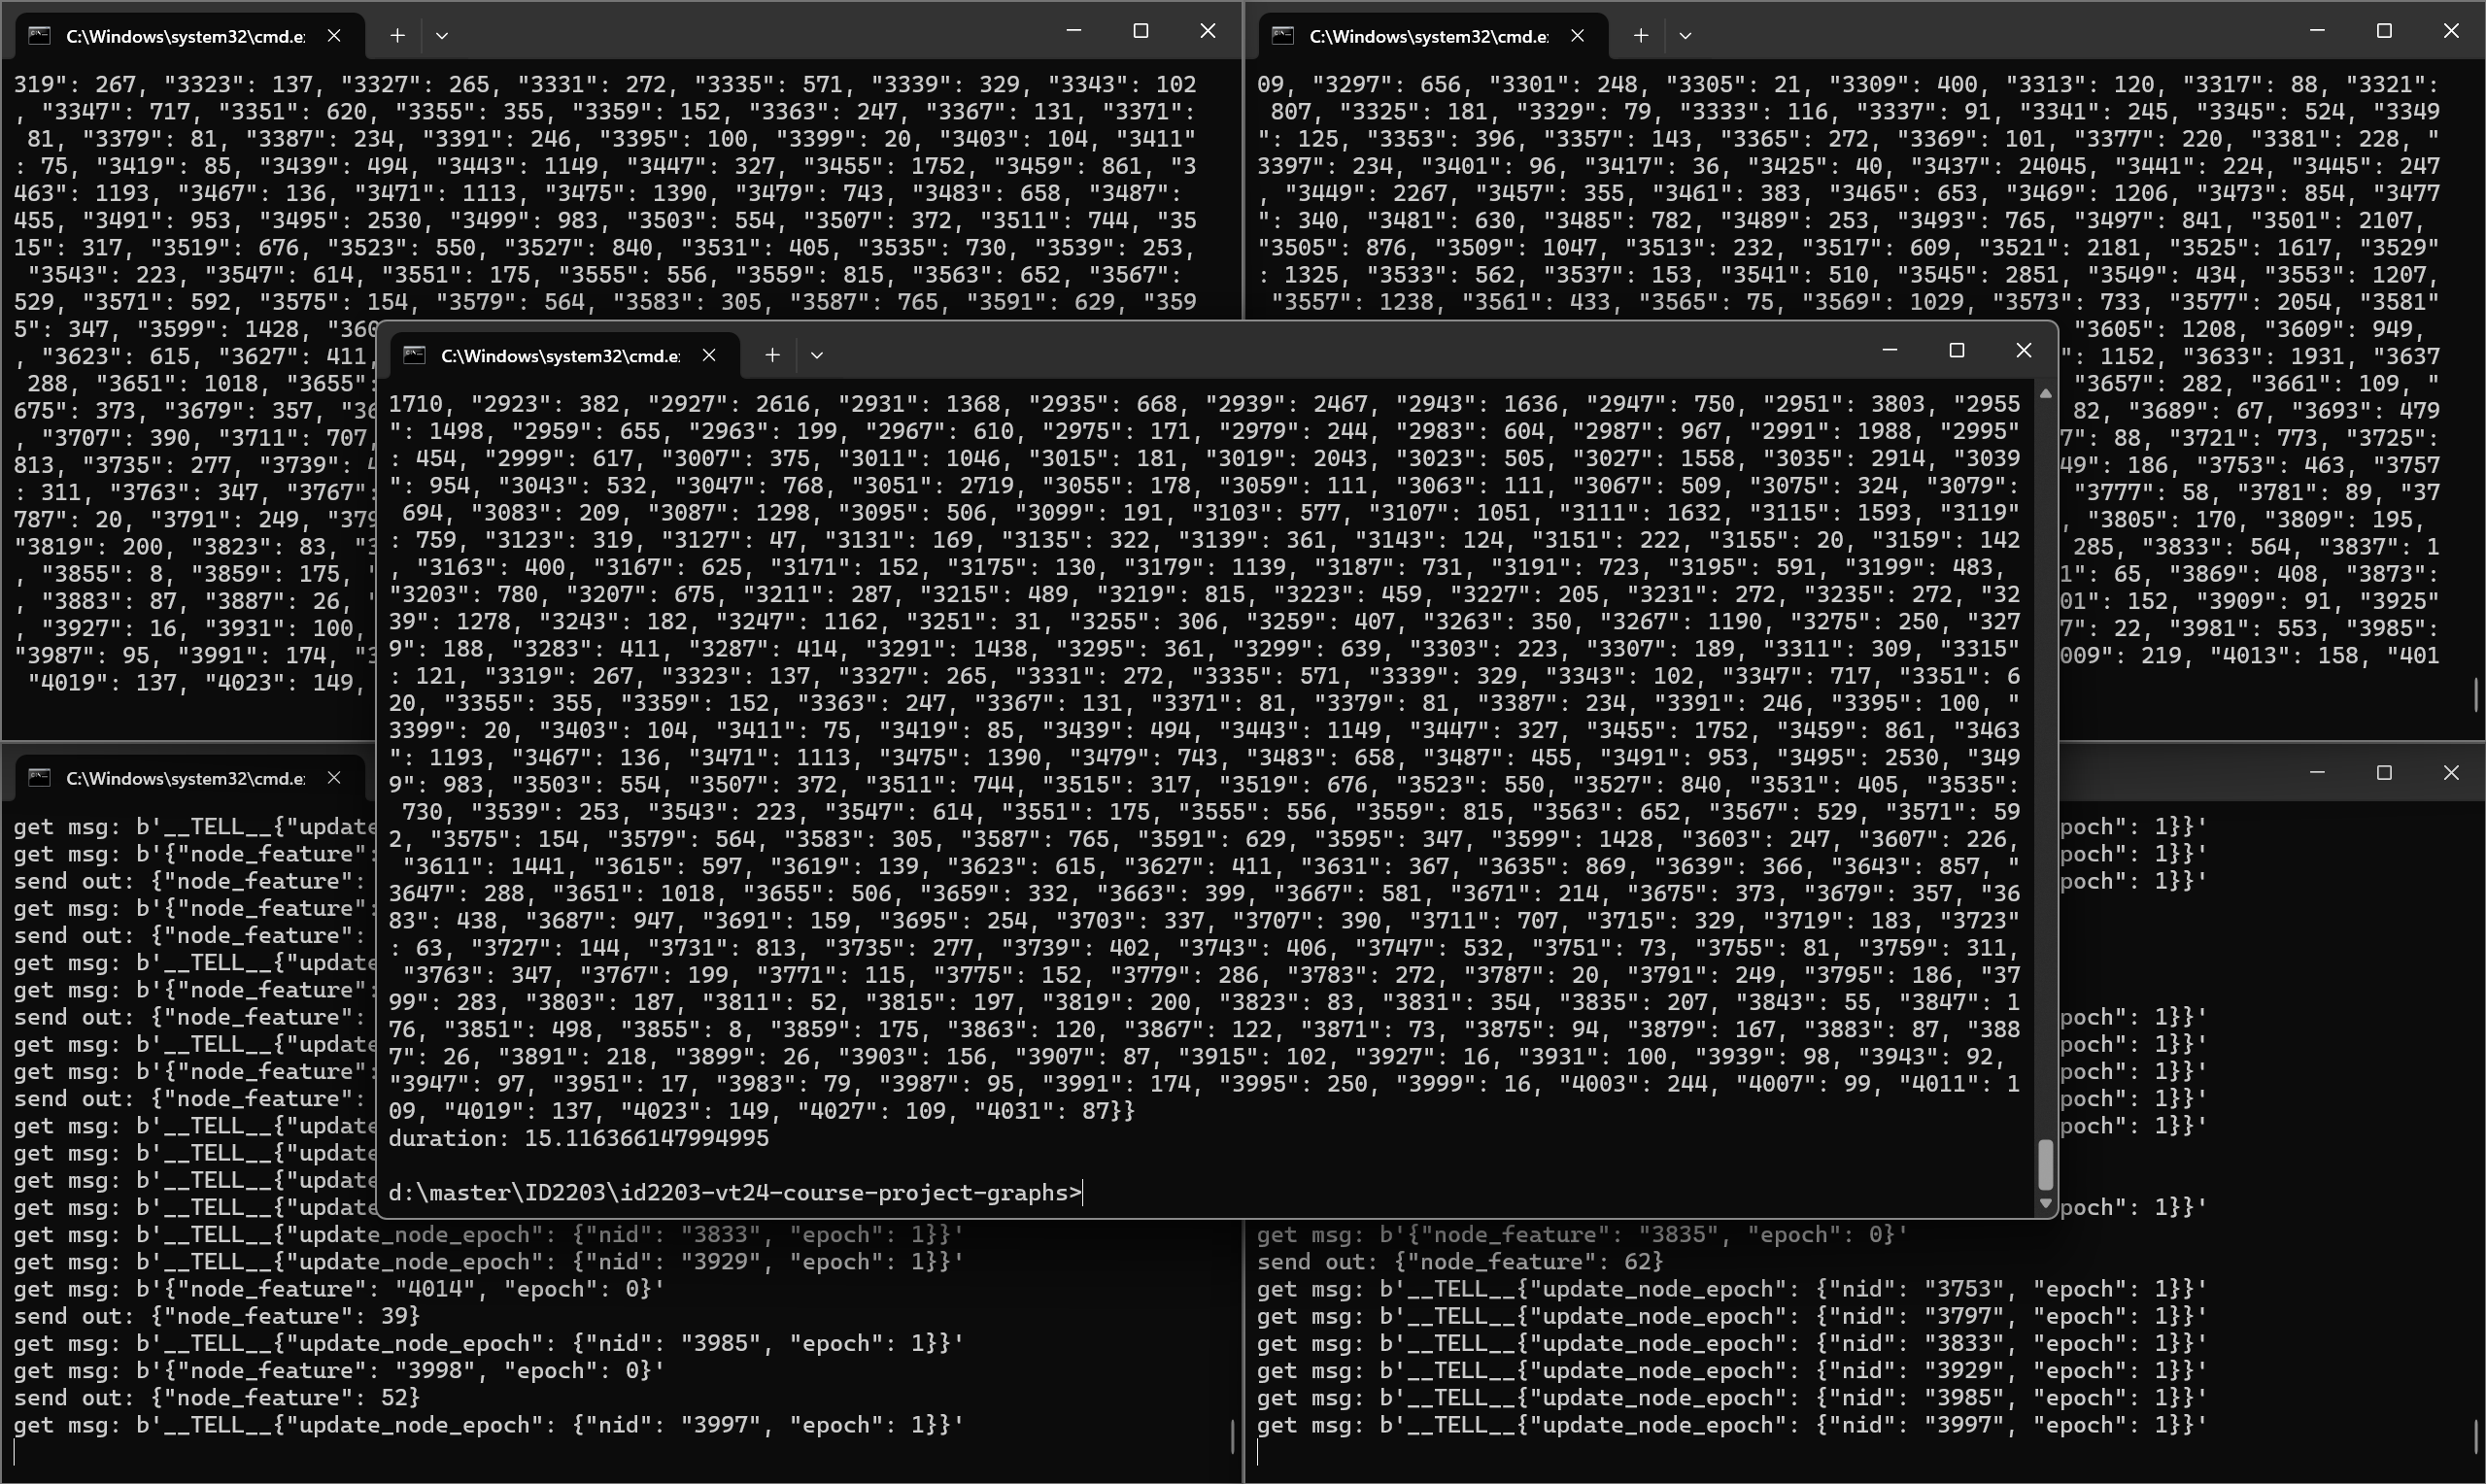 C:\Windows\system32\cmd.e
319": 267, "3323": 137, "3327": 265, "3331": 272, "3335": 571, "3339": 329, "3343": 102
, "3347": 717, "3351": 620, "3355": 355, "3359": 152, "3363": 247, "3367": 131, "3371":
81, "3379": 81, "3387": 234, "3391": 246, "3395": 100, "3399": 20, "3403": 104, "3411"
: 75, "3419": 85, "3439": 494, "3443": 1149, "3447": 327, "3455": 1752, "3459": 861, "3
463": 1193, "3467": 136, "3471": 1113, "3475": 1390, "3479": 743, "3483": 658, "3487":
455, "3491": 953, "3495": 2530, "3499": 983, "3503": 554, "3507": 372, "3511": 744, "35
15": 317, "3519": 676, "3523": 550, "3527": 840, "3531": 405, "3535": 730, "3539": 253,
"3543": 223, "3547": 614, "3551": 175, "3555": 556, "3559": 815, "3563": 652, "3567":
529, "3571": 592, "3575": 154, "3579": 564, "3583": 305, "3587": 765, "3591": 629, "359
5": 347, "3599": 1428, "360
, "3623": 615, "3627": 411,
288, "3651": 1018, "3655":
675": 373, "3679": 357, "36
, "3707": 390, "3711": 707,
813, "3735": 277, "3739":
: 311, "3763": 347, "3767":
787": 20, "3791": 249, "379
"3819": 200, "3823": 83, "3
, "3855": 8, "3859": 175, "
, "3883": 87, "3887": 26, "
, "3927": 16, "3931": 100,
"3987": 95, "3991": 174, "3
"4019": 137, "4023": 149,
C:\Windows\system32\cmd.e
09, "3297": 656, "3301": 248, "3305": 21, "3309": 400, "3313": 120, "3317": 88, "3321":
807, "3325": 181, "3329": 79, "3333": 116, "3337": 91, "3341": 245, "3345": 524, "3349
": 125, "3353": 396, "3357": 143, "3365": 272, "3369": 101, "3377": 220, "3381": 228, "
3397": 234, "3401": 96, "3417": 36, "3425": 40, "3437": 24045, "3441": 224, "3445": 247
, "3449": 2267, "3457": 355, "3461": 383, "3465": 653, "3469": 1206, "3473": 854, "3477
": 340, "3481": 630, "3485": 782, "3489": 253, "3493": 765, "3497": 841, "3501": 2107,
"3505": 876, "3509": 1047, "3513": 232, "3517": 609, "3521": 2181, "3525": 1617, "3529"
: 1325, "3533": 562, "3537": 153, "3541": 510, "3545": 2851, "3549": 434, "3553": 1207,
"3557": 1238, "3561": 433, "3565": 75, "3569": 1029, "3573": 733, "3577": 2054, "3581"
"3605": 1208, "3609": 949,
": 1152, "3633": 1931, "3637
"3657": 282, "3661": 109, "
82, "3689": 67, "3693": 479
7": 88, "3721": 773, "3725":
49": 186, "3753": 463, "3757
"3777": 58, "3781": 89, "37
, "3805": 170, "3809": 195,
285, "3833": 564, "3837": 1
1": 65, "3869": 408, "3873":
01": 152, "3909": 91, "3925"
7": 22, "3981": 553, "3985":
009": 219, "4013": 158, "401
C:\Windows\system32\cmd.e
1710, "2923": 382, "2927": 2616, "2931": 1368, "2935": 668, "2939": 2467, "2943": 1636, "2947": 750, "2951": 3803, "2955
": 1498, "2959": 655, "2963": 199, "2967": 610, "2975": 171, "2979": 244, "2983": 604, "2987": 967, "2991": 1988, "2995"
: 454, "2999": 617, "3007": 375, "3011": 1046, "3015": 181, "3019": 2043, "3023": 505, "3027": 1558, "3035": 2914, "3039
": 954, "3043": 532, "3047": 768, "3051": 2719, "3055": 178, "3059": 111, "3063": 111, "3067": 509, "3075": 324, "3079":
694, "3083": 209, "3087": 1298, "3095": 506, "3099": 191, "3103": 577, "3107": 1051, "3111": 1632, "3115": 1593, "3119"
: 759, "3123": 319, "3127": 47, "3131": 169, "3135": 322, "3139": 361, "3143": 124, "3151": 222, "3155": 20, "3159": 142
, "3163": 400, "3167": 625, "3171": 152, "3175": 130, "3179": 1139, "3187": 731, "3191": 723, "3195": 591, "3199": 483,
"3203": 780, "3207": 675, "3211": 287, "3215": 489, "3219": 815, "3223": 459, "3227": 205, "3231": 272, "3235": 272, "32
39": 1278, "3243": 182, "3247": 1162, "3251": 31, "3255": 306, "3259": 407, "3263": 350, "3267": 1190, "3275": 250, "327
9": 188, "3283": 411, "3287": 414, "3291": 1438, "3295": 361, "3299": 639, "3303": 223, "3307": 189, "3311": 309, "3315"
: 121, "3319": 267, "3323": 137, "3327": 265, "3331": 272, "3335": 571, "3339": 329, "3343": 102, "3347": 717, "3351": 6
20, "3355": 355, "3359": 152, "3363": 247, "3367": 131, "3371": 81, "3379": 81, "3387": 234, "3391": 246, "3395": 100, "
3399": 20, "3403": 104, "3411": 75, "3419": 85, "3439": 494, "3443": 1149, "3447": 327, "3455": 1752, "3459": 861, "3463
": 1193, "3467": 136, "3471": 1113, "3475": 1390, "3479": 743, "3483": 658, "3487": 455, "3491": 953, "3495": 2530, "349
9": 983, "3503": 554, "3507": 372, "3511": 744, "3515": 317, "3519": 676, "3523": 550, "3527": 840, "3531": 405, "3535":
730, "3539": 253, "3543": 223, "3547": 614, "3551": 175, "3555": 556, "3559": 815, "3563": 652, "3567": 529, "3571": 59
2, "3575": 154, "3579": 564, "3583": 305, "3587": 765, "3591": 629, "3595": 347, "3599": 1428, "3603": 247, "3607": 226,
"3611": 1441, "3615": 597, "3619": 139, "3623": 615, "3627": 411, "3631": 367, "3635": 869, "3639": 366, "3643": 857, "
3647": 288, "3651": 1018, "3655": 506, "3659": 332, "3663": 399, "3667": 581, "3671": 214, "3675": 373, "3679": 357, "36
83": 438, "3687": 947, "3691": 159, "3695": 254, "3703": 337, "3707": 390, "3711": 707, "3715": 329, "3719": 183, "3723"
: 63, "3727": 144, "3731": 813, "3735": 277, "3739": 402, "3743": 406, "3747": 532, "3751": 73, "3755": 81, "3759": 311,
"3763": 347, "3767": 199, "3771": 115, "3775": 152, "3779": 286, "3783": 272, "3787": 20, "3791": 249, "3795": 186, "37
99": 283, "3803": 187, "3811": 52, "3815": 197, "3819": 200, "3823": 83, "3831": 354, "3835": 207, "3843": 55, "3847": 1
76, "3851": 498, "3855": 8, "3859": 175, "3863": 120, "3867": 122, "3871": 73, "3875": 94, "3879": 167, "3883": 87, "388
7": 26, "3891": 218, "3899": 26, "3903": 156, "3907": 87, "3915": 102, "3927": 16, "3931": 100, "3939": 98, "3943": 92,
"3947": 97, "3951": 17, "3983": 79, "3987": 95, "3991": 174, "3995": 250, "3999": 16, "4003": 244, "4007": 99, "4011": 1
09, "4019": 137, "4023": 149, "4027": 109, "4031": 87}}
duration: 15.116366147994995
d:\master\ID2203\id2203-vt24-course-project-graphs>
C:\Windows\system32\cmd.e
get msg: b'__TELL__{"update
get msg: b'{"node_feature":
send out: {"node_feature":
get msg: b'{"node_feature":
send out: {"node_feature":
get msg: b'__TELL__{"update
get msg: b'{"node_feature":
send out: {"node_feature":
get msg: b'__TELL__{"update
get msg: b'{"node_feature":
send out: {"node_feature":
get msg: b'__TELL__{"update
get msg: b'__TELL__{"update
get msg: b'__TELL__{"update
get msg: b'__TELL__{"update
get msg: b'__TELL__{"update_node_epoch": {"nid": "3833", "epoch": 1}}'
get msg: b'__TELL__{"update_node_epoch": {"nid": "3929", "epoch": 1}}'
get msg: b'{"node_feature": "4014", "epoch": 0}'
send out: {"node_feature": 39}
get msg: b'__TELL__{"update_node_epoch": {"nid": "3985", "epoch": 1}}'
get msg: b'{"node_feature": "3998", "epoch": 0}'
send out: {"node_feature": 52}
get msg: b'__TELL__{"update_node_epoch": {"nid": "3997", "epoch": 1}}'
poch": 1}}'
poch": 1}}'
poch": 1}}'
poch": 1}}'
poch": 1}}'
poch": 1}}'
poch": 1}}'
poch": 1}}'
poch": 1}}'
get msg: b'{"node_feature": "3835", "epoch": 0}'
send out: {"node_feature": 62}
get msg: b'__TELL__{"update_node_epoch": {"nid": "3753", "epoch": 1}}'
get msg: b'__TELL__{"update_node_epoch": {"nid": "3797", "epoch": 1}}'
get msg: b'__TELL__{"update_node_epoch": {"nid": "3833", "epoch": 1}}'
get msg: b'__TELL__{"update_node_epoch": {"nid": "3929", "epoch": 1}}'
get msg: b'__TELL__{"update_node_epoch": {"nid": "3985", "epoch": 1}}'
get msg: b'__TELL__{"update_node_epoch": {"nid": "3997", "epoch": 1}}'